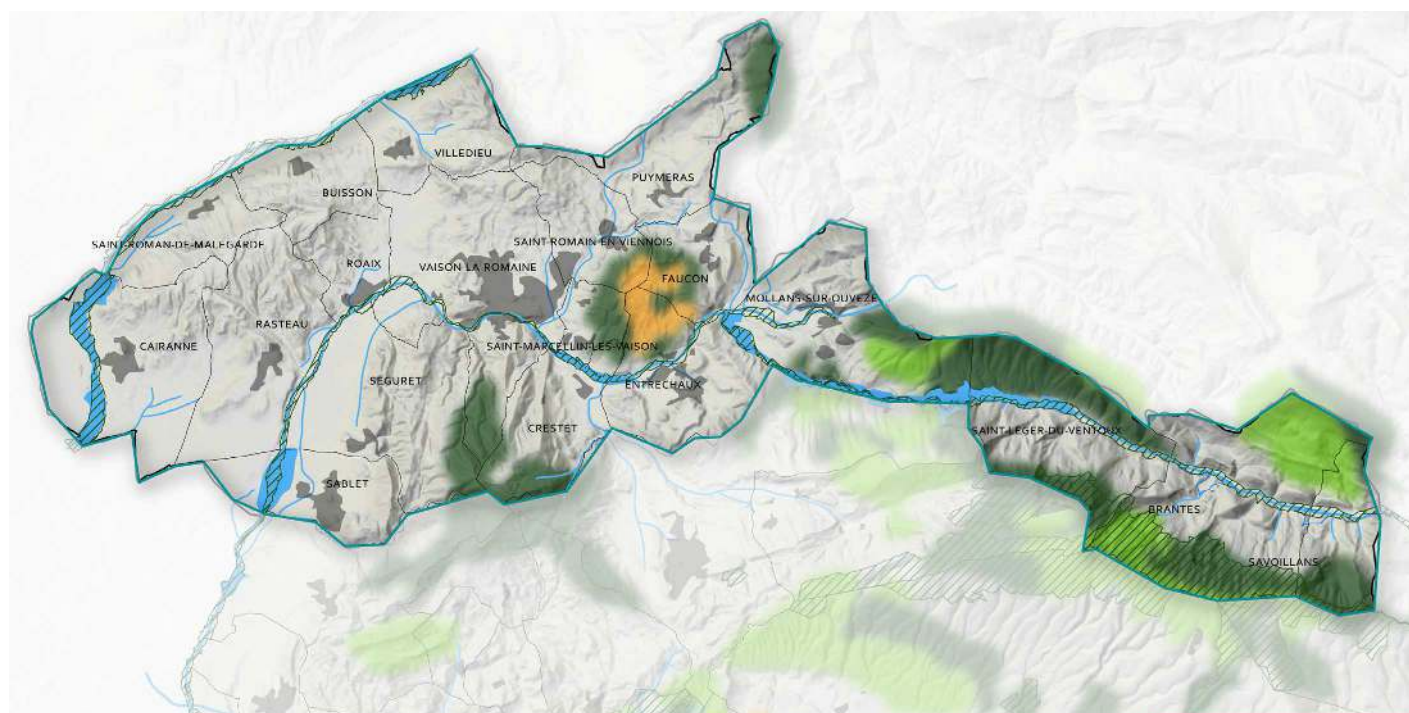 VILLEDIEU
PUYMERAS
BUISSON
SAINT-ROMAN-DE-MALEGARDE
SAINT-ROMAIN-EN-VIENNOIS
ROAIX
VAISON LA ROMAINE
FAUCON
MOLLANS-SUR-OUVEZE
RASTEAU
CAIRANNE
SAINT-MARCELLIN-LES-VAISON
SEGURET
ENTRECHAUX
CRESTET
SAINT-LEGER-DU-VENTOUX
SABLET
BRANTES
SAVOILLANS